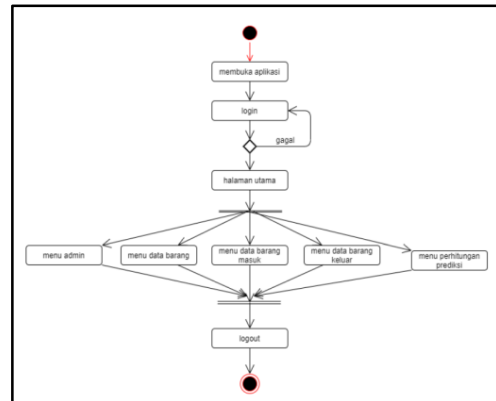 membuka aplikasi
login
gagal
halaman utama
menu admin
menu data barang
menu data barang
masuk
menu data barang
keluar
menu perhitungan
prediksi
logout